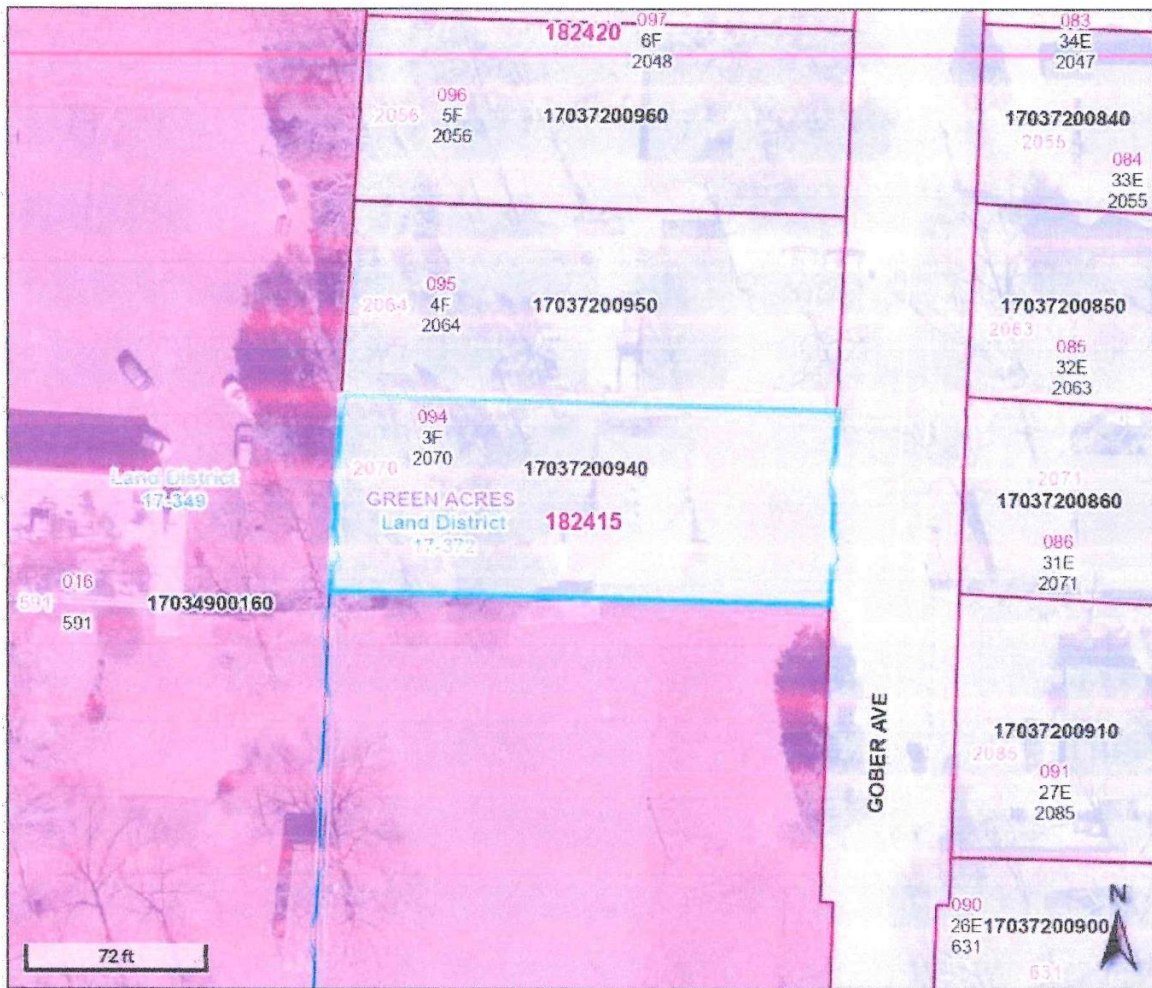 097
182420 6F
2048
083
34E
2047
096
2056 5F 17037200960
2056
17037200840
2055
084
33E
2055
095
2064 4F 17037200950
2064
17037200850
2063
085
32E
2063
094
3F
2070
2070 17037200940
GREEN ACRES
Land District 182415
17-372
Land District
17-349
2071
17037200860
086
31E
2071
016
591 17034900160
591
GOBER AVE
17037200910
2085
091
27E
2085
090
26E 17037200900
631
631
N
72 ft